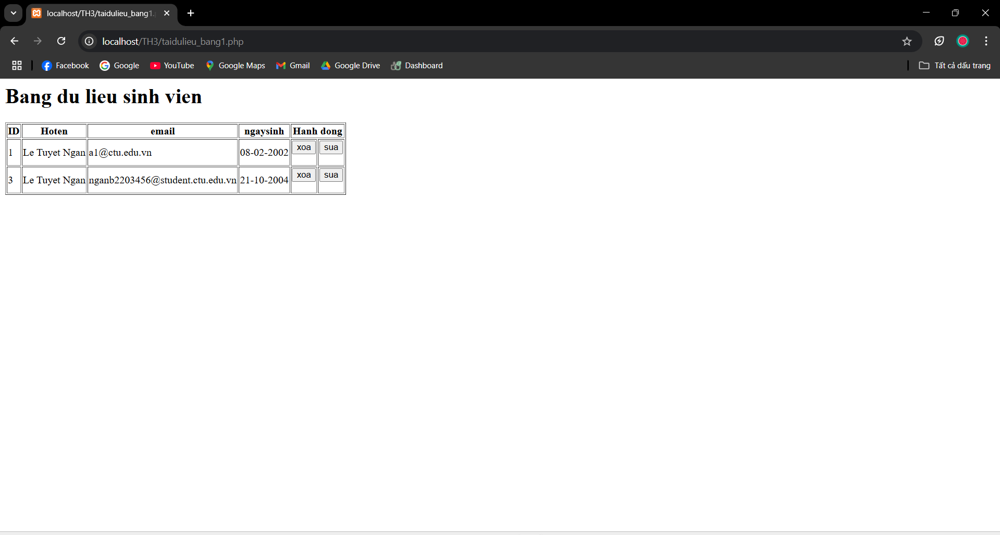 localhost/TH3/taidulieu_bang1.
localhost/TH3/taidulieu_bang1.php
Facebook Google YouTube Google Maps Gmail Google Drive Dashboard Tất cả dấu trang
Bang du lieu sinh vien
ID Hoten email ngaysinh Hanh dong
1 Le Tuyet Ngan a1@ctu.edu.vn 08-02-2002 xoa sua
3 Le Tuyet Ngan nganb2203456@student.ctu.edu.vn 21-10-2004 xoa sua